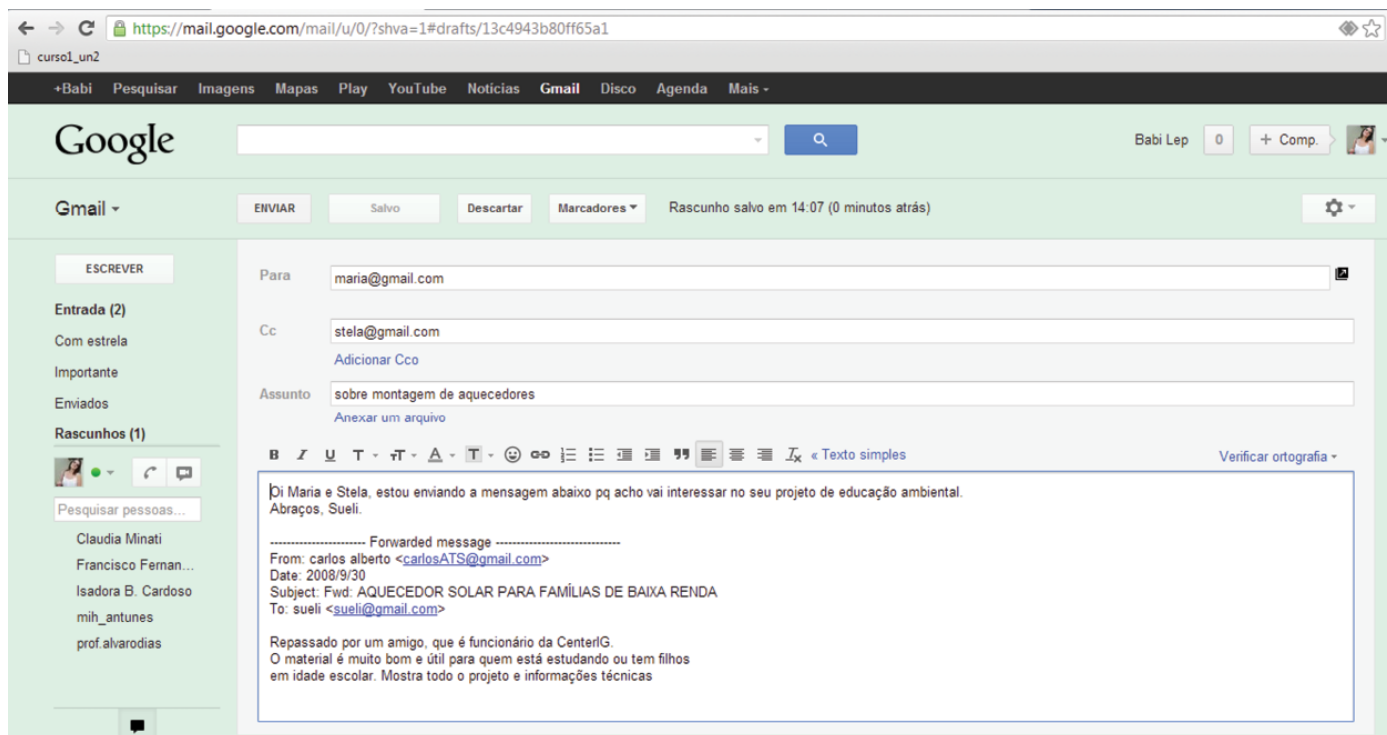 https://mail.google.com/mail/u/0/?shva=1#drafts/13c4943b80ff65a1
curso1_un2
+Babi Pesquisar Imagens Mapas Play YouTube Notícias Gmail Disco Agenda Mais
Google
Babi Lep 0 + Comp.
Gmail
ENVIAR Salvo Descartar Marcadores Rascunho salvo em 14:07 (0 minutos atrás)
ESCREVER
Entrada (2)
Com estrela
Importante
Enviados
Rascunhos (1)
Pesquisar pessoas...
Claudia Minati
Francisco Fernan...
Isadora B. Cardoso
mih_antunes
prof.alvarodias
Para maria@gmail.com
Cc stela@gmail.com
Adicionar Cco
Assunto sobre montagem de aquecedores
Anexar um arquivo
B I U T T A T Tx « Texto simples Verificar ortografia
Oi Maria e Stela, estou enviando a mensagem abaixo pq acho vai interessar no seu projeto de educação ambiental.
Abraços, Sueli.
---------------------- Forwarded message -----------------------------
From: carlos alberto <carlosATS@gmail.com>
Date: 2008/9/30
Subject: Fwd: AQUECEDOR SOLAR PARA FAMÍLIAS DE BAIXA RENDA
To: sueli <sueli@gmail.com>
Repassado por um amigo, que é funcionário da CenterIG.
O material é muito bom e útil para quem está estudando ou tem filhos
em idade escolar. Mostra todo o projeto e informações técnicas